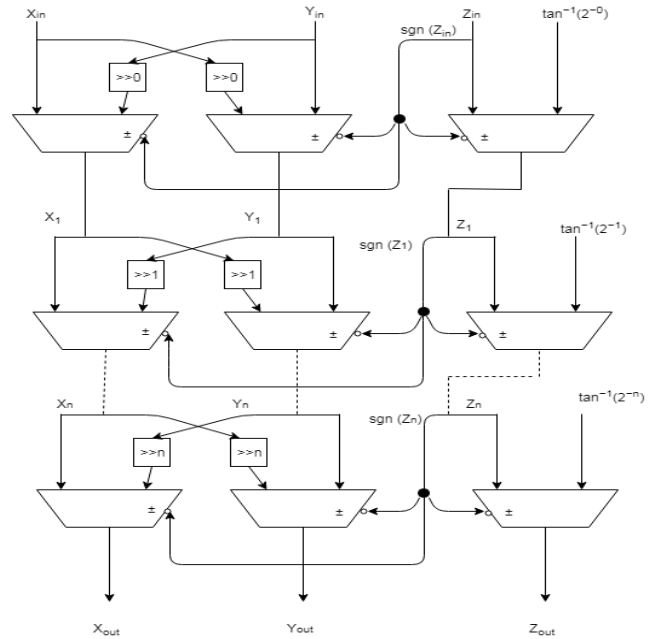 Xin Yin sgn (Zin) Zin tan⁻¹(2⁻⁰)
>>0 >>0
± ± ±
X1 Y1 sgn (Z1) Z1 tan⁻¹(2⁻¹)
>>1 >>1
± ± ±
Xn Yn sgn (Zn) Zn tan⁻¹(2⁻ⁿ)
>>n >>n
± ± ±
Xout Yout Zout